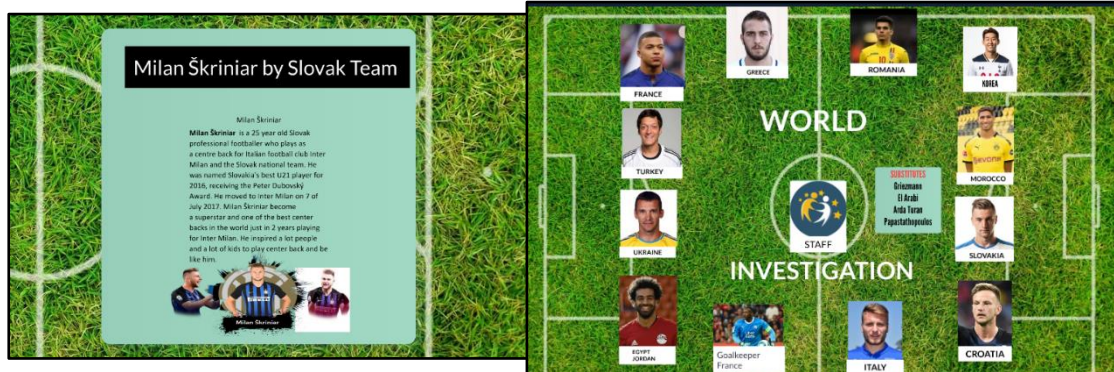 Milan Škriniar by Slovak Team
Milan Škriniar
Milan Škriniar is a 25 year old Slovak
professional footballer who plays as
a centre back for Italian football club Inter
Milan and the Slovak national team. He
was named Slovakia's best U21 player for
2016, receiving the Peter Dubovský
Award. He moved to Inter Milan on 7 of
July 2017. Milan Škriniar become
a superstar and one of the best center
backs in the world just in 2 years playing
for Inter Milan. He inspired a lot people
and a lot of kids to play center back and be
like him.
Milan Škriniar
FRANCE
GREECE
ROMANIA
KOREA
WORLD
TURKEY
MOROCCO
SUBSTITUTES
Griezmann
El Arabi
Arda Turan
Papastathopoulos
STAFF
UKRAINE
SLOVAKIA
INVESTIGATION
EGYPT
JORDAN
Goalkeeper
France
ITALY
CROATIA